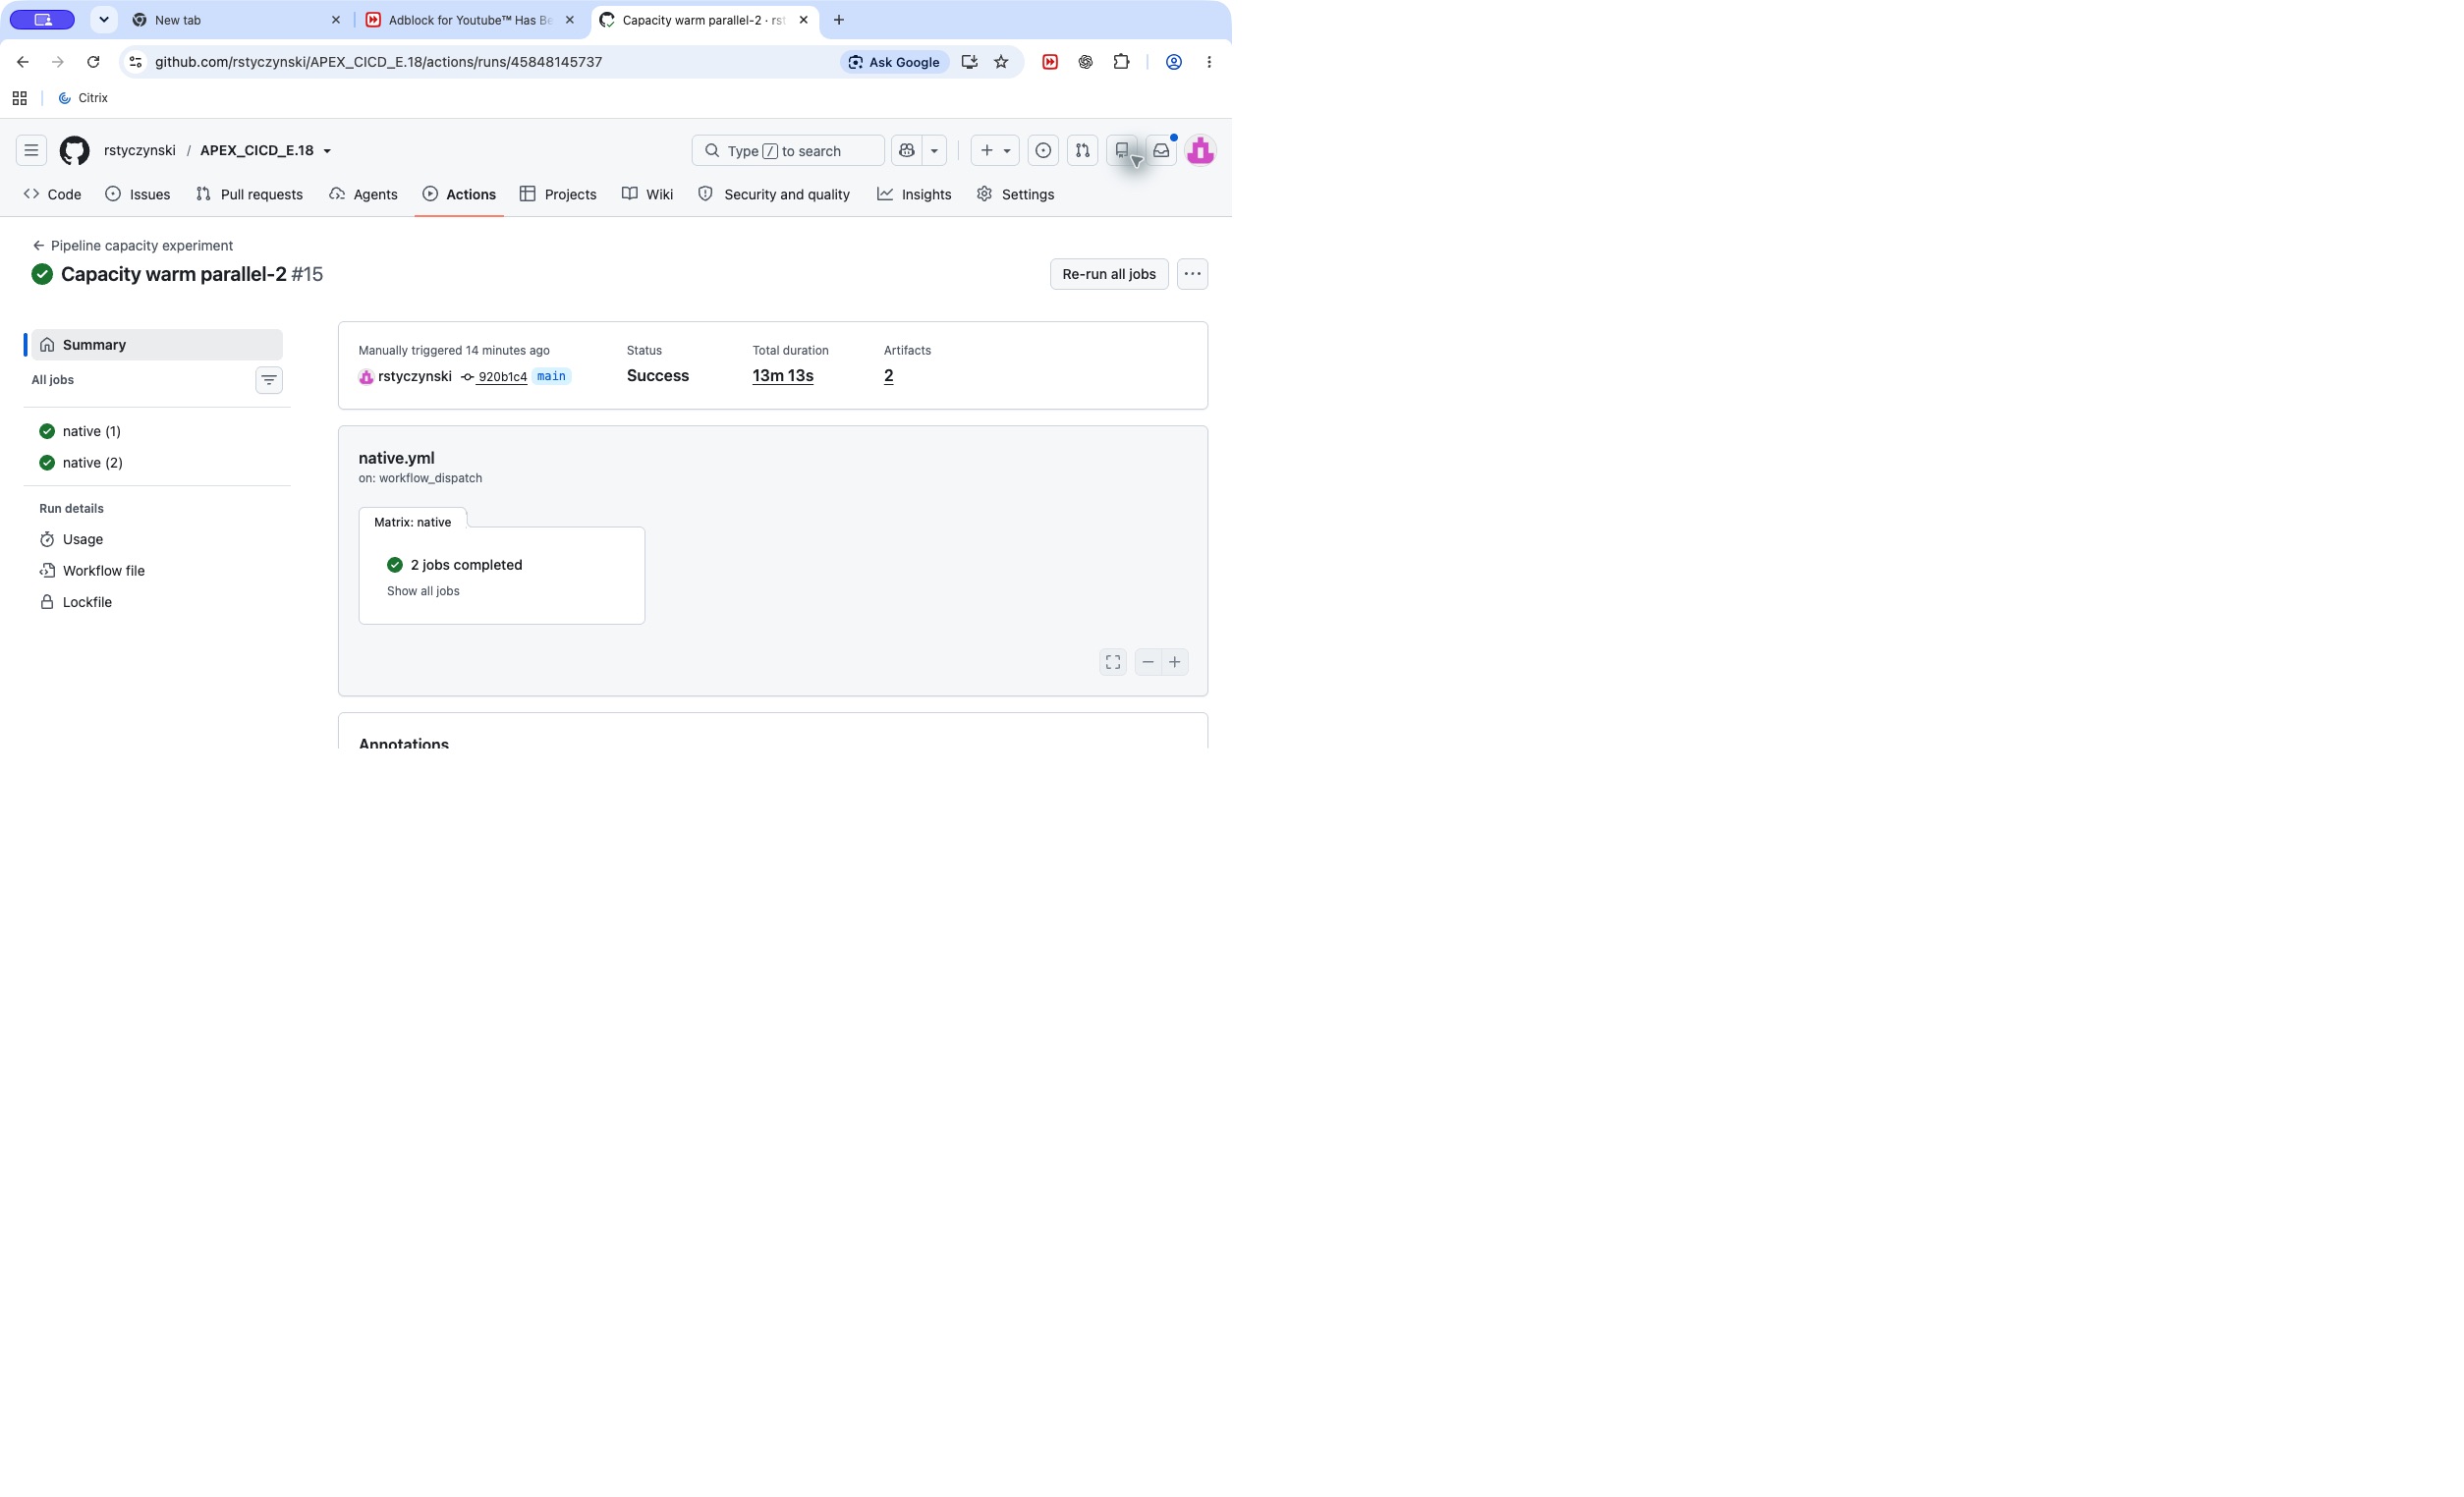 New tab
Adblock for Youtube™ Has Be
Capacity warm parallel-2 · rst
github.com/rstyczynski/APEX_CICD_E.18/actions/runs/45848145737
Ask Google
Citrix
rstyczynski / APEX_CICD_E.18
Type / to search
Code Issues Pull requests Agents Actions Projects Wiki Security and quality Insights Settings
Pipeline capacity experiment
Capacity warm parallel-2 #15
Re-run all jobs
Summary
All jobs
native (1)
native (2)
Run details
Usage
Workflow file
Lockfile
Manually triggered 14 minutes ago
rstyczynski 920b1c4 main
Status
Success
Total duration
13m 13s
Artifacts
2
native.yml
on: workflow_dispatch
Matrix: native
2 jobs completed
Show all jobs
Annotations